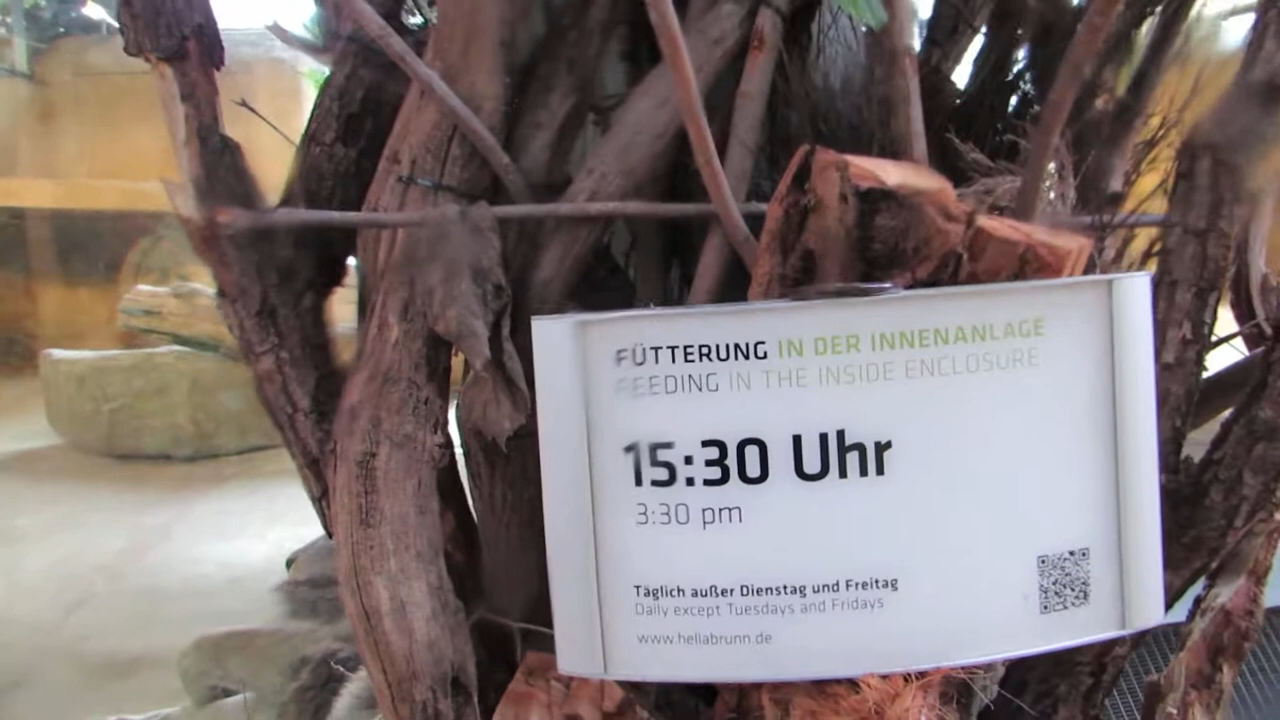 FÜTTERUNG IN DER INNENANLAGE
FEEDING IN THE INSIDE ENCLOSURE
15:30 Uhr
3:30 pm
Täglich außer Dienstag und Freitag
Daily except Tuesdays and Fridays
www.hellabrunn.de